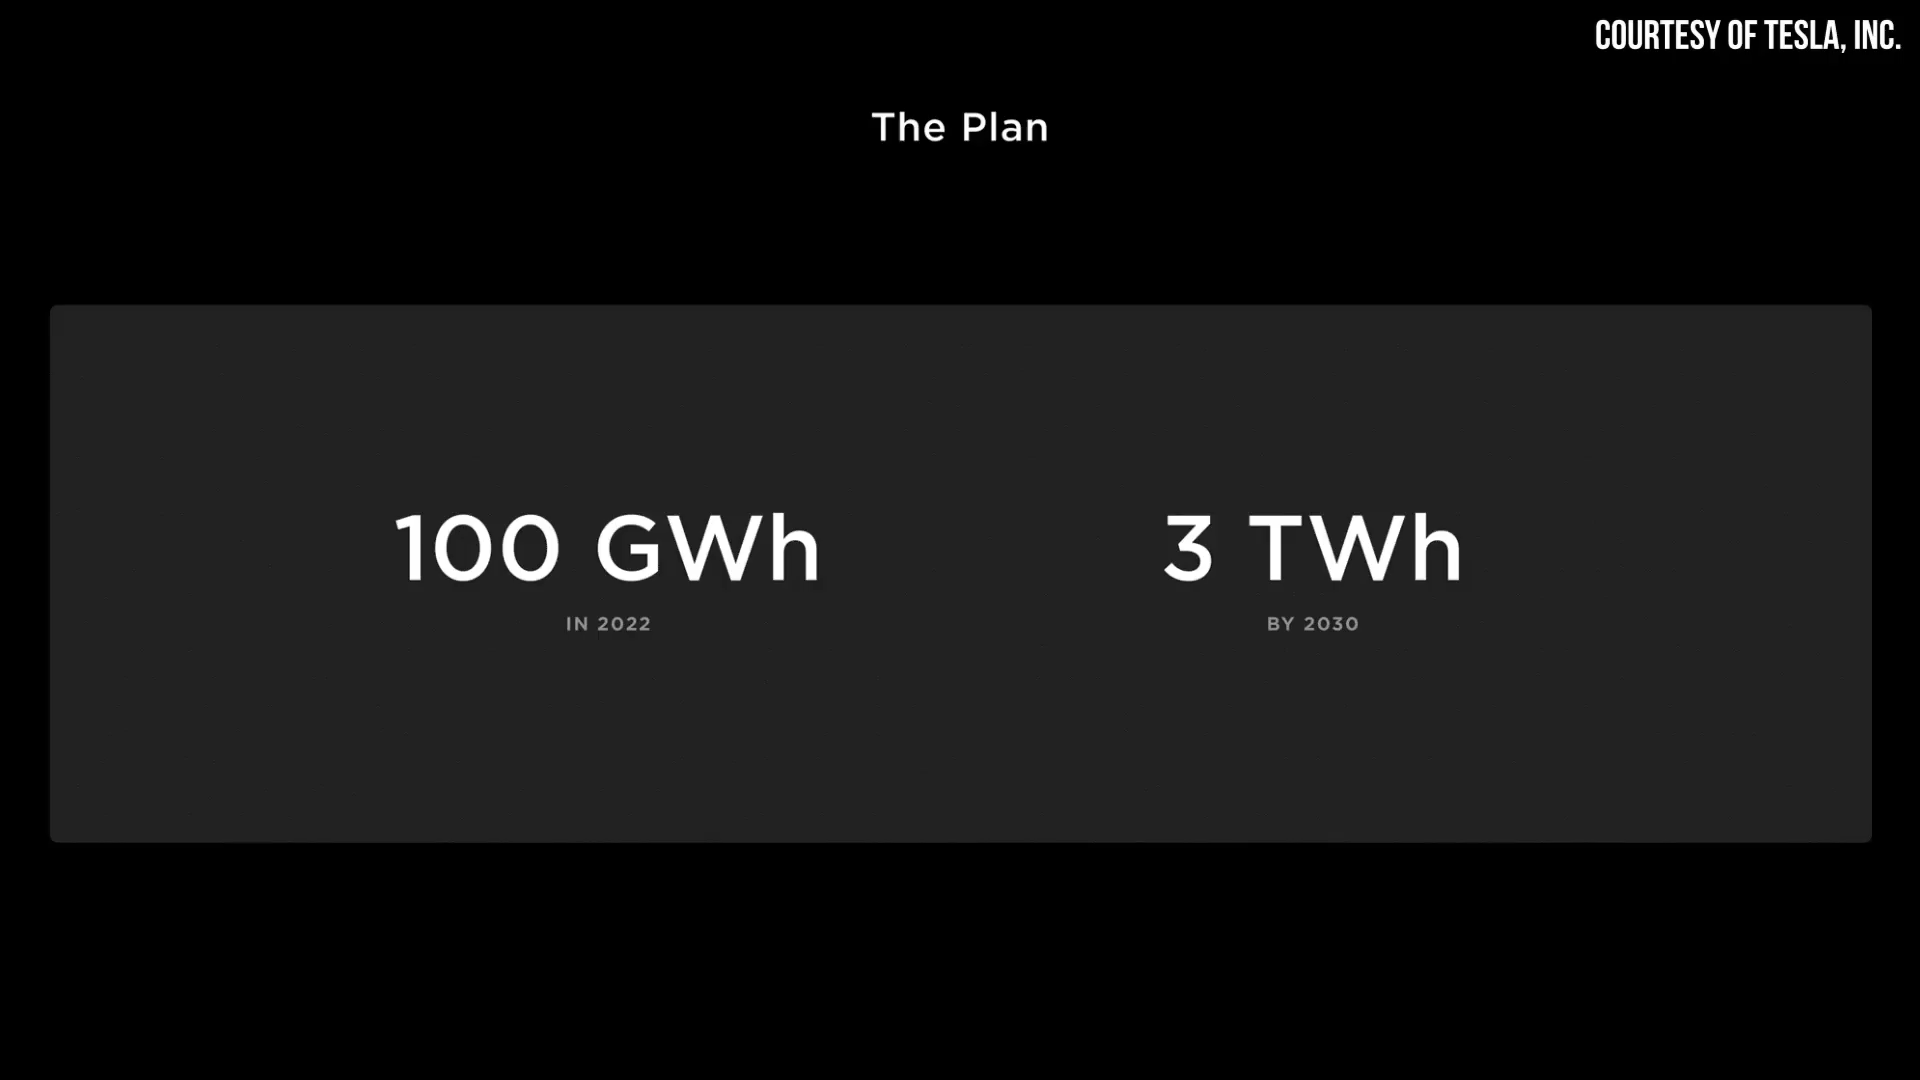 COURTESY OF TESLA, INC.
The Plan
100 GWh
IN 2022
3 TWh
BY 2030